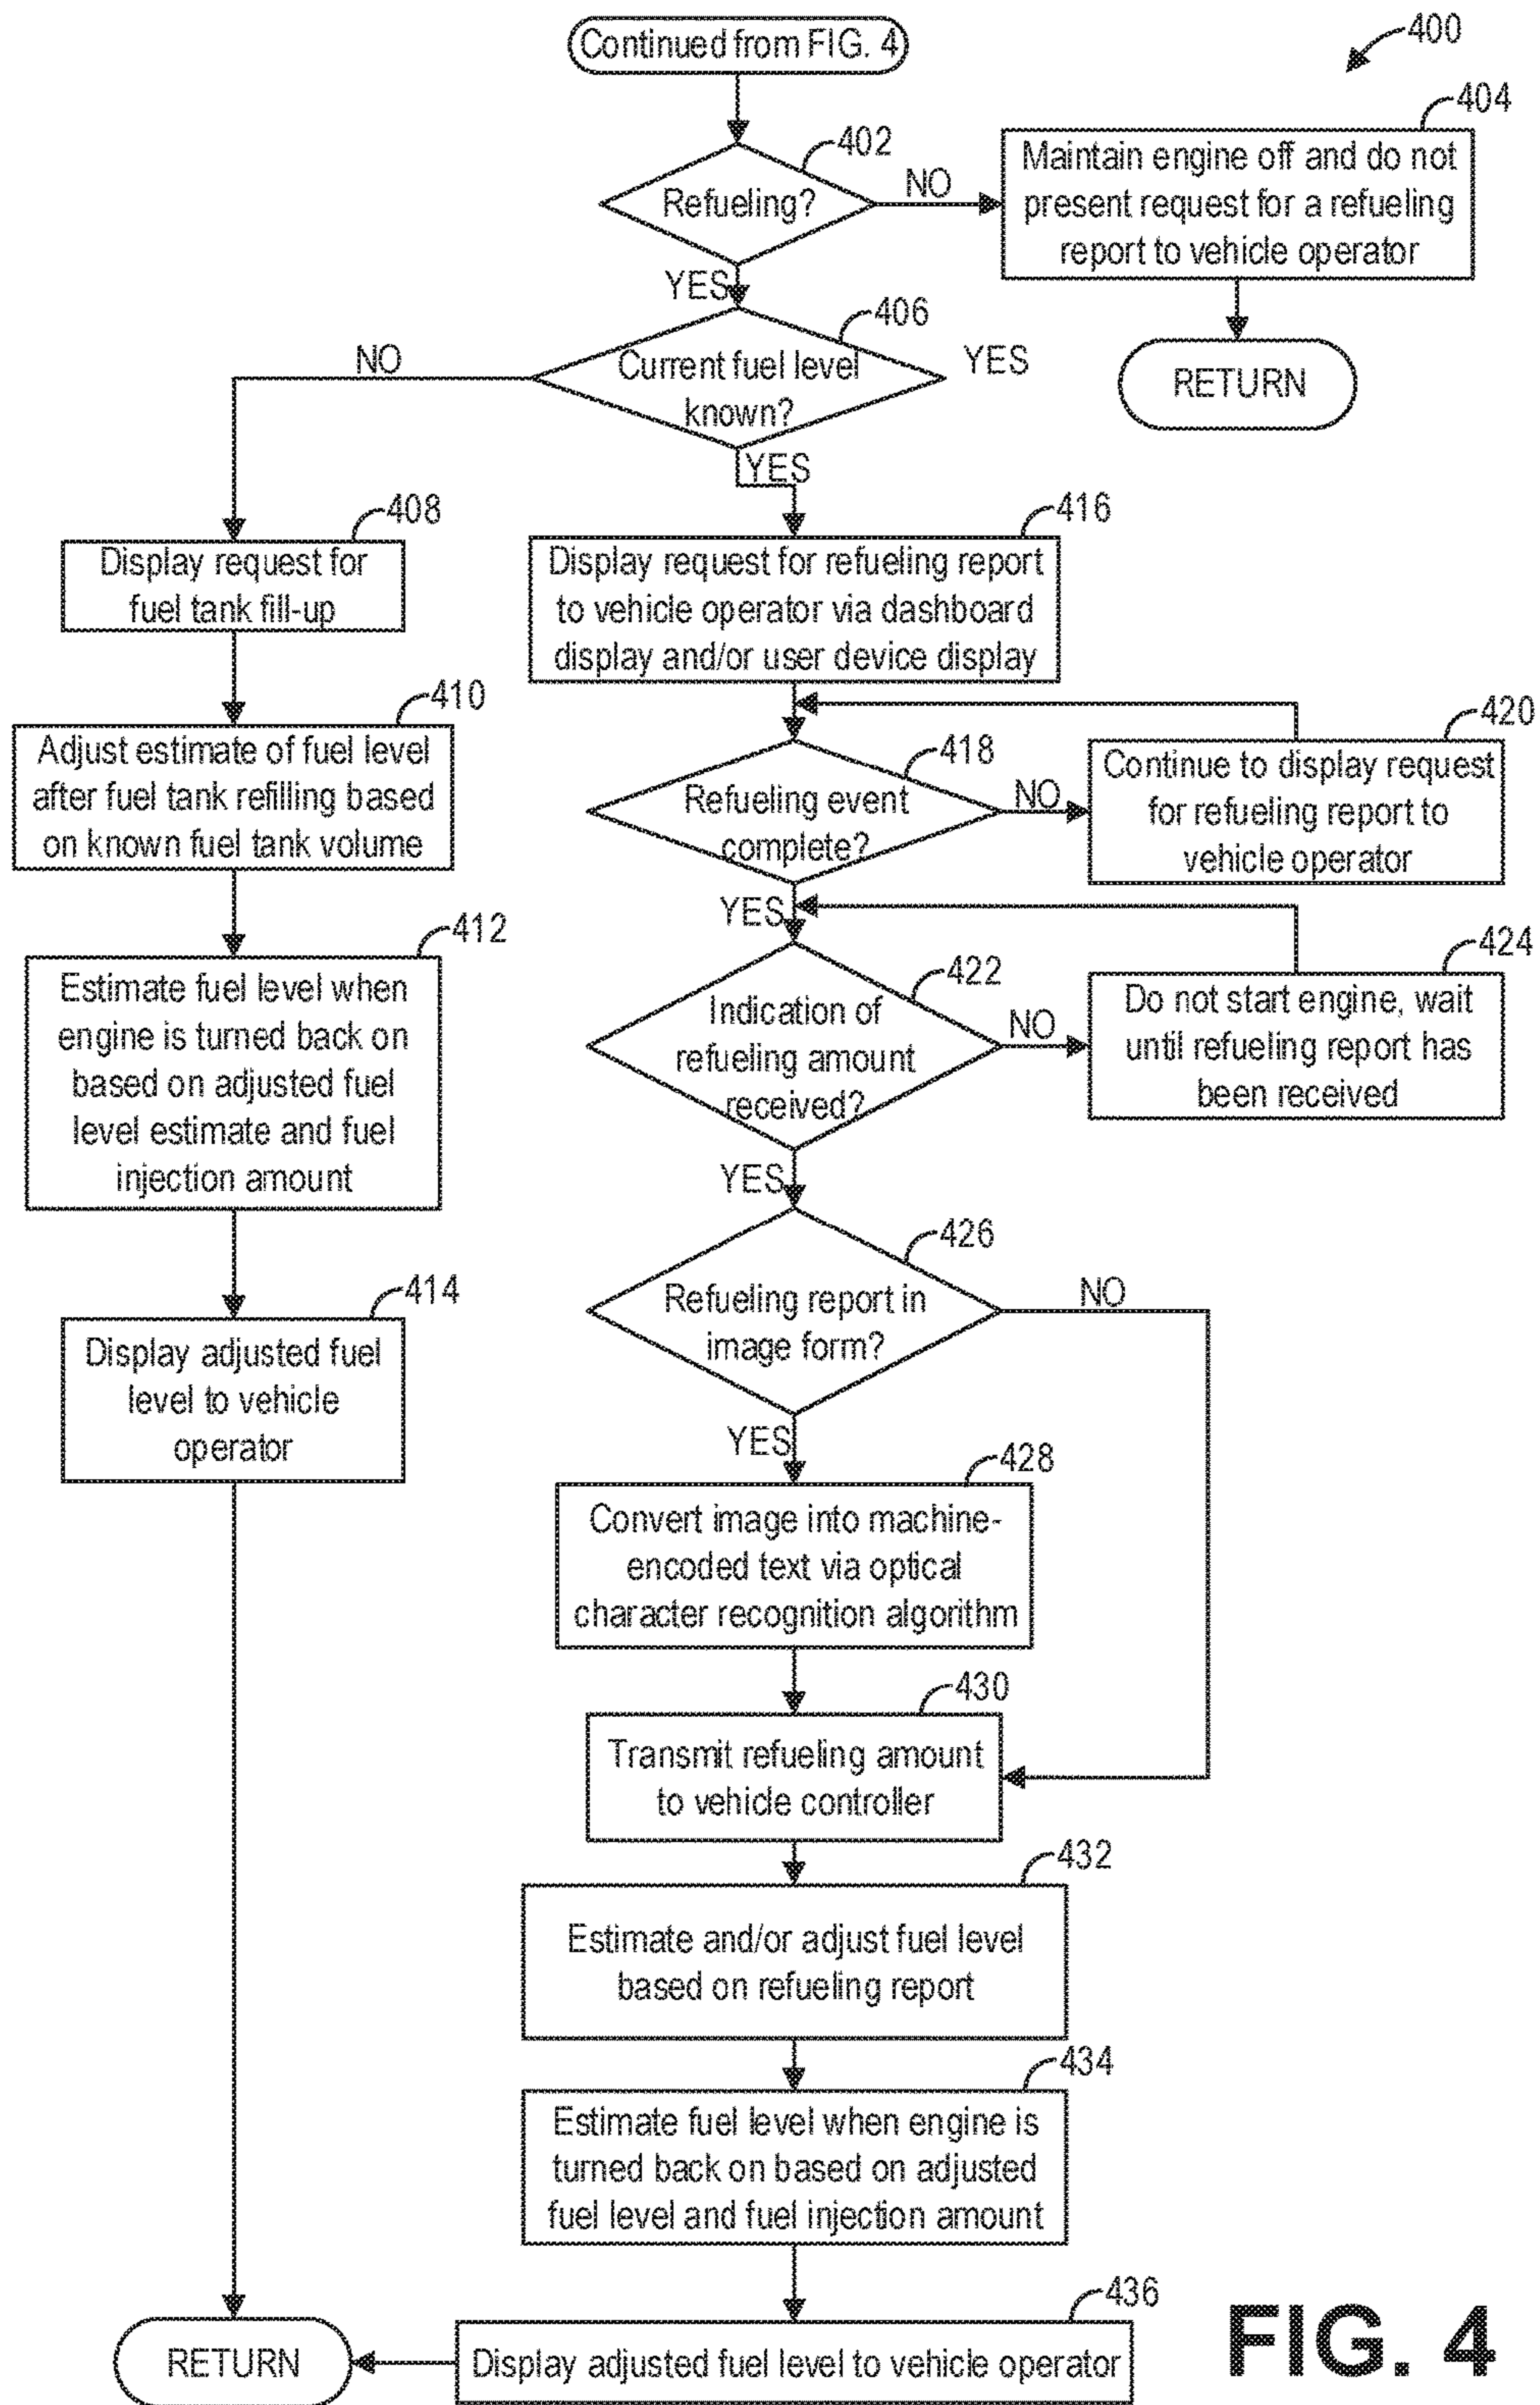 Continued from FIG. 4
400
402
Refueling?
NO
404
Maintain engine off and do not
present request for a refueling
report to vehicle operator
RETURN
YES
406
Current fuel level
known?
NO
YES
YES
408
Display request for
fuel tank fill-up
410
Adjust estimate of fuel level
after fuel tank refilling based
on known fuel tank volume
412
Estimate fuel level when
engine is turned back on
based on adjusted fuel
level estimate and fuel
injection amount
414
Display adjusted fuel
level to vehicle
operator
416
Display request for refueling report
to vehicle operator via dashboard
display and/or user device display
418
Refueling event
complete?
NO
420
Continue to display request
for refueling report to
vehicle operator
YES
422
Indication of
refueling amount
received?
NO
424
Do not start engine, wait
until refueling report has
been received
YES
426
Refueling report in
image form?
NO
YES
428
Convert image into machine-
encoded text via optical
character recognition algorithm
430
Transmit refueling amount
to vehicle controller
432
Estimate and/or adjust fuel level
based on refueling report
434
Estimate fuel level when engine is
turned back on based on adjusted
fuel level and fuel injection amount
436
Display adjusted fuel level to vehicle operator
RETURN
FIG. 4